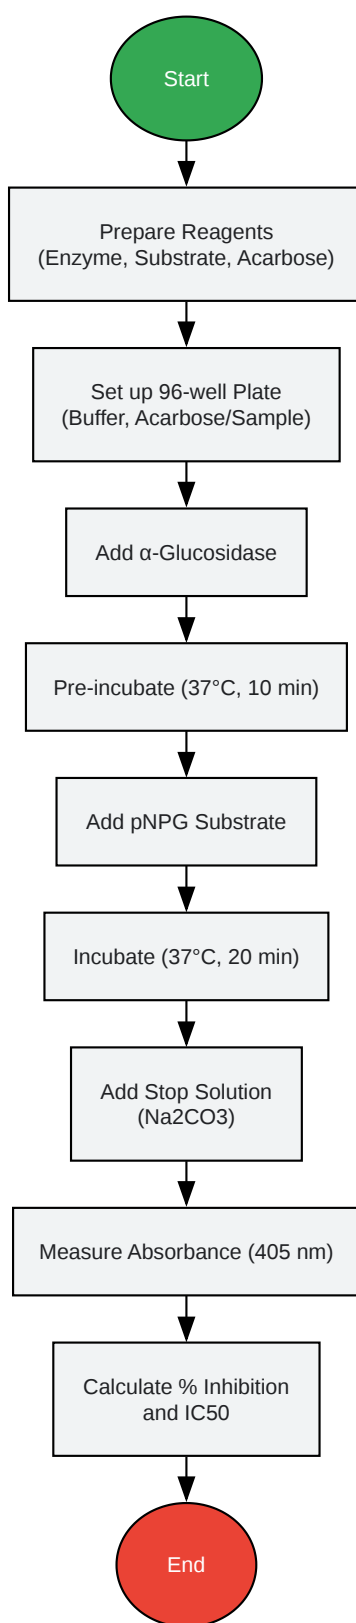 Start
Prepare Reagents
(Enzyme, Substrate, Acarbose)
Set up 96-well Plate
(Buffer, Acarbose/Sample)
Add α-Glucosidase
Pre-incubate (37°C, 10 min)
Add pNPG Substrate
Incubate (37°C, 20 min)
Add Stop Solution
(Na2CO3)
Measure Absorbance (405 nm)
Calculate % Inhibition
and IC50
End